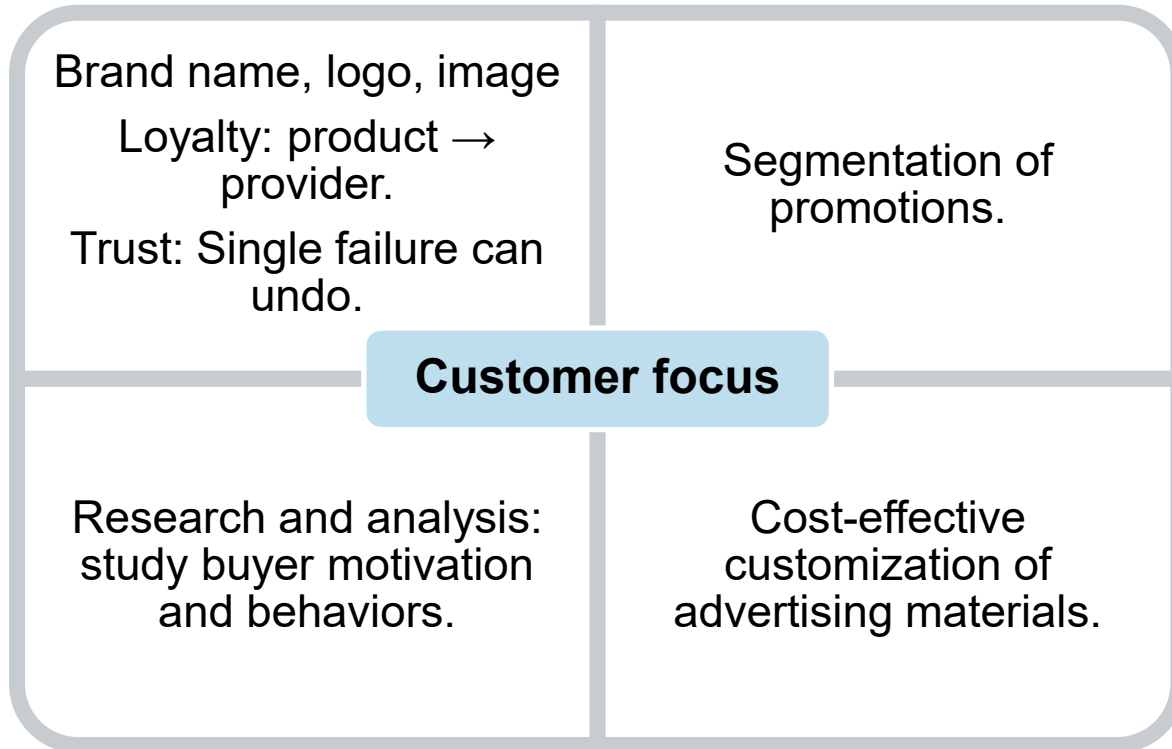 Brand name, logo, image
Loyalty: product →
provider.
Trust: Single failure can
undo.
Segmentation of
promotions.
Customer focus
Research and analysis:
study buyer motivation
and behaviors.
Cost-effective
customization of
advertising materials.